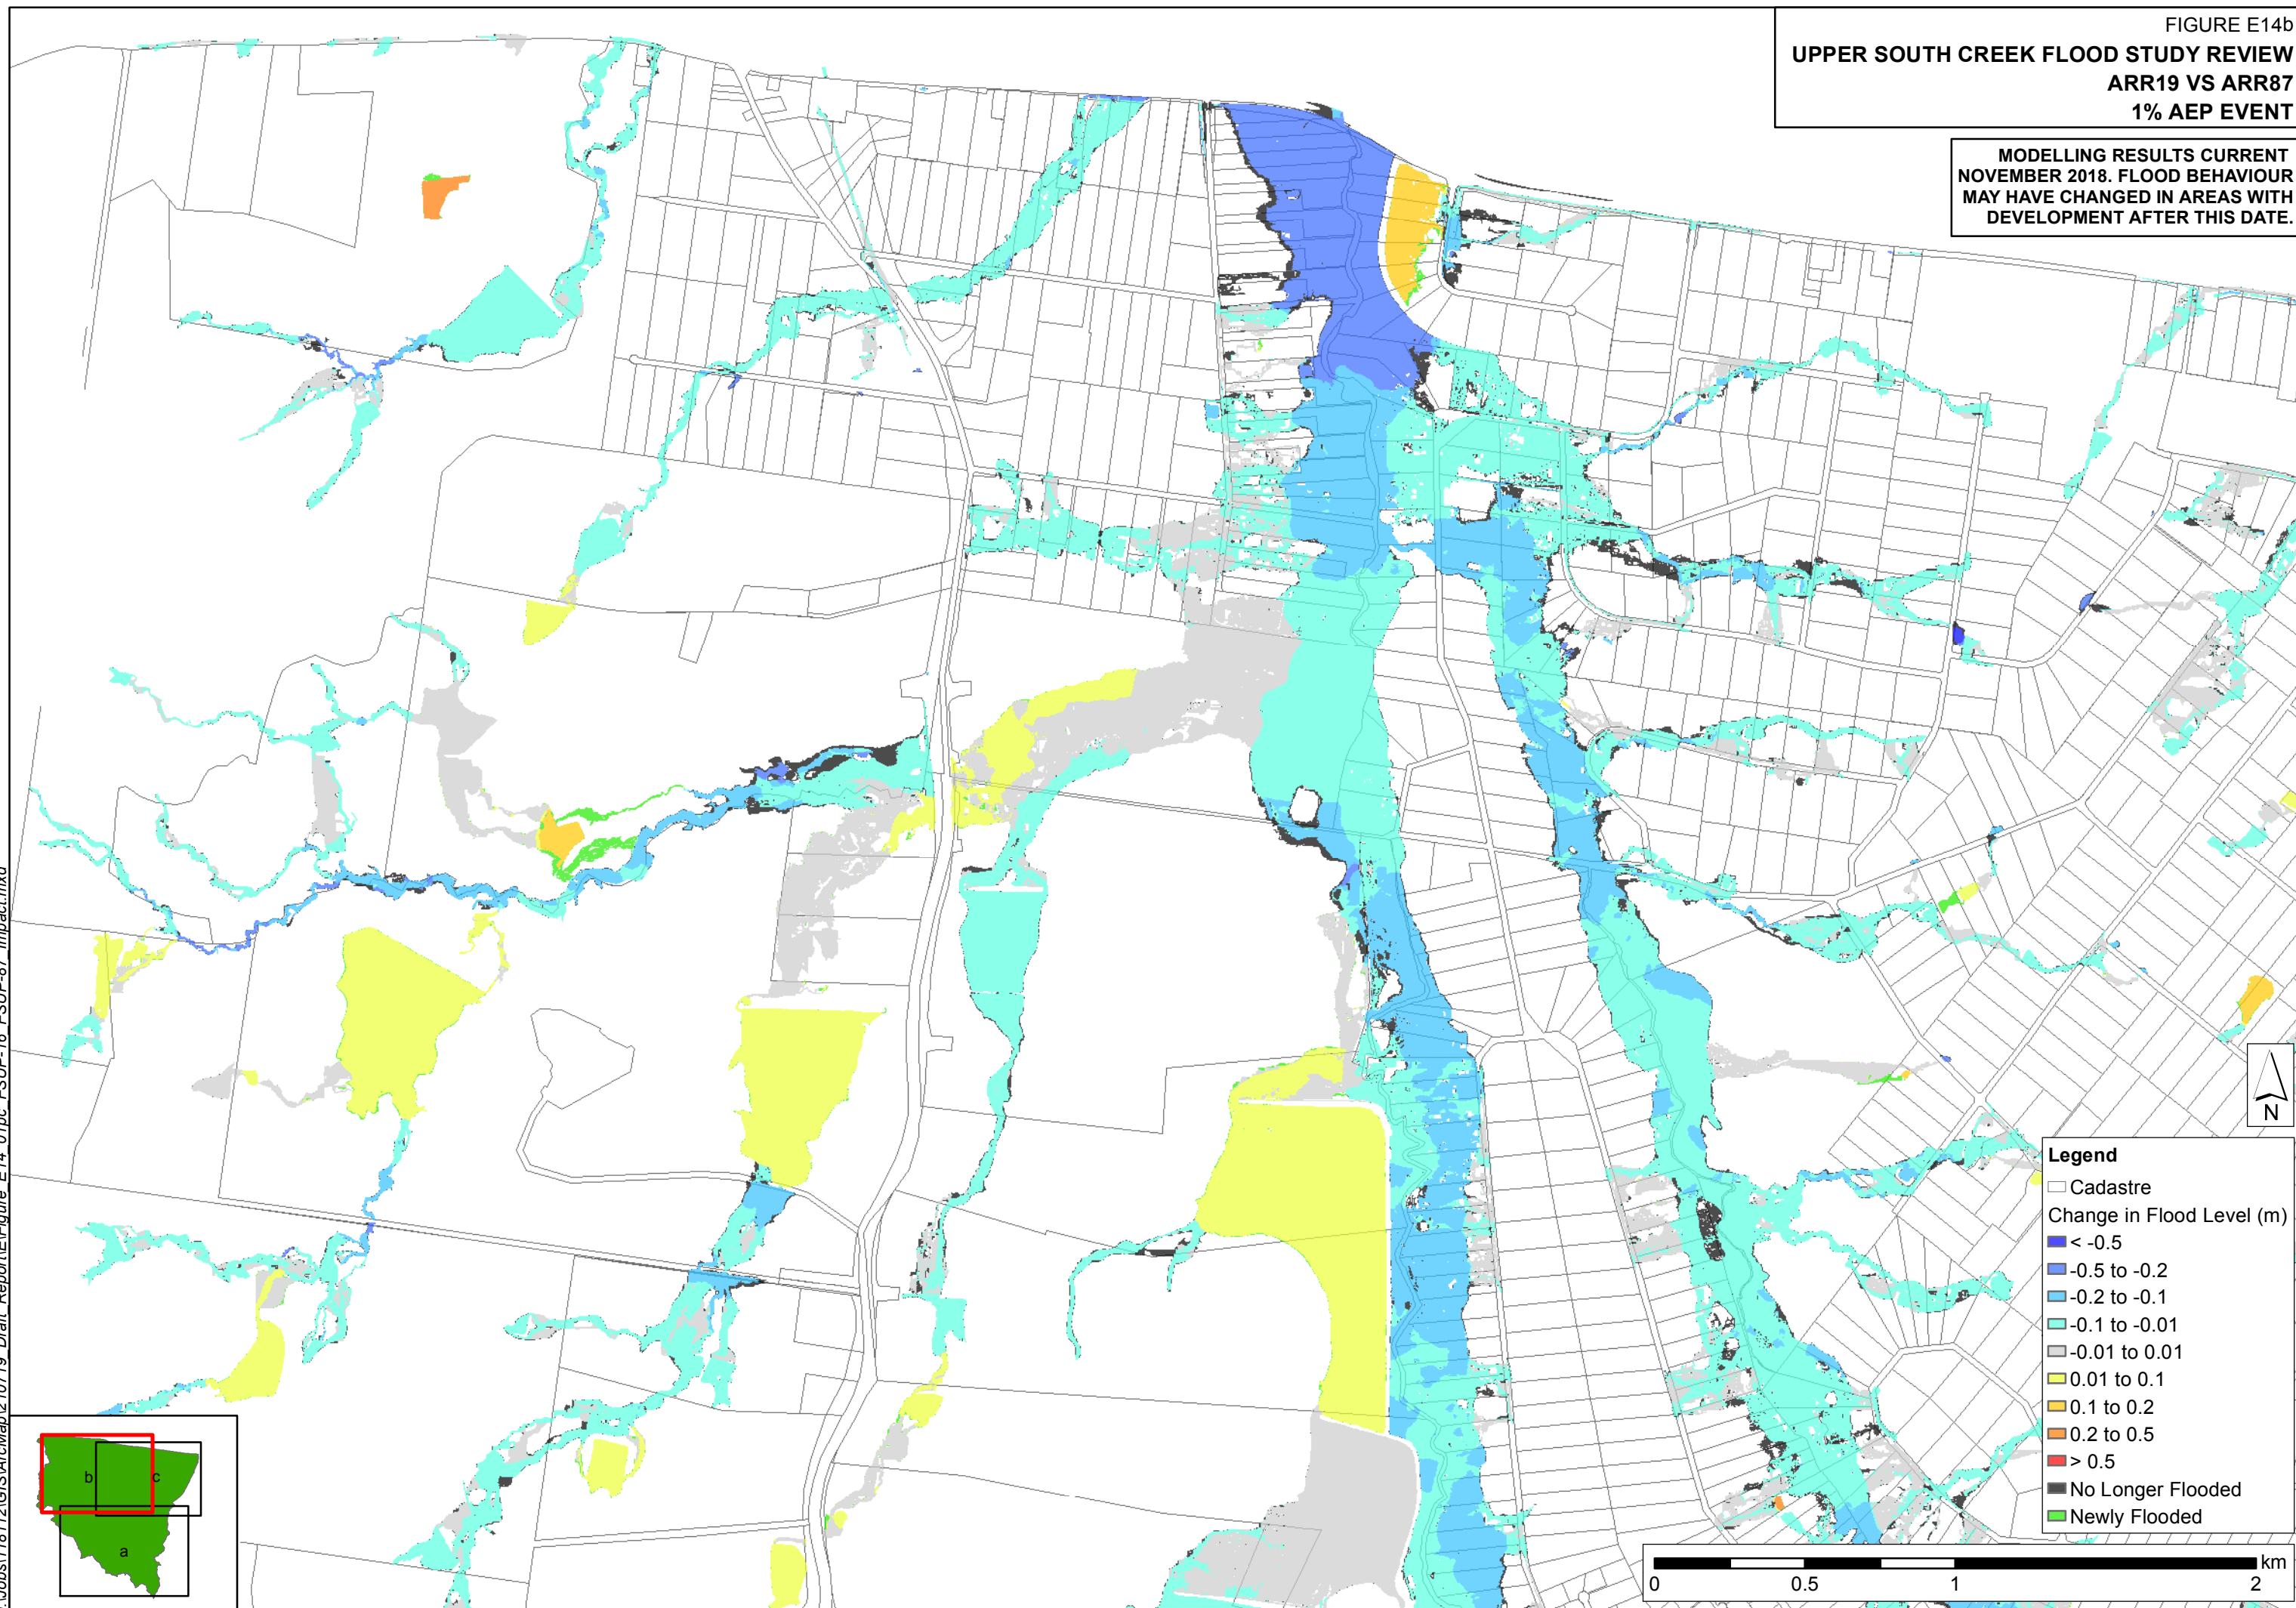 FIGURE E14b
UPPER SOUTH CREEK FLOOD STUDY REVIEW
ARR19 VS ARR87
1% AEP EVENT
MODELLING RESULTS CURRENT
NOVEMBER 2018. FLOOD BEHAVIOUR
MAY HAVE CHANGED IN AREAS WITH
DEVELOPMENT AFTER THIS DATE.
N
Legend
Cadastre
Change in Flood Level (m)
< -0.5
-0.5 to -0.2
-0.2 to -0.1
-0.1 to -0.01
-0.01 to 0.01
0.01 to 0.1
0.1 to 0.2
0.2 to 0.5
> 0.5
No Longer Flooded
Newly Flooded
km
0 0.5 1 2
b c
a